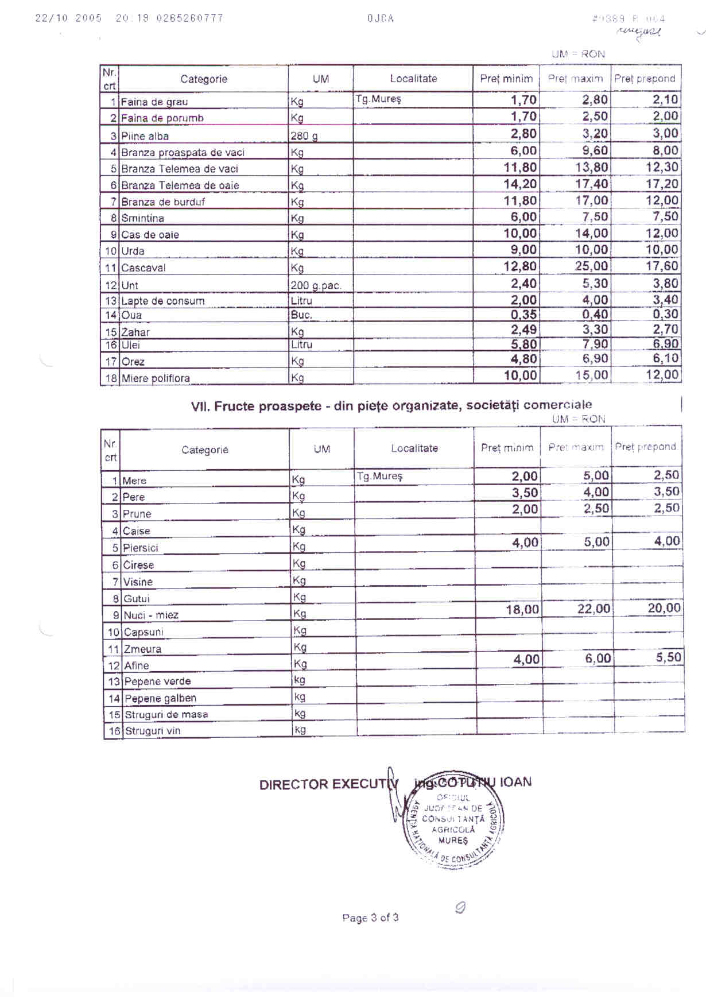 22/10 2005 20:19 0265260777 OJCA #0389 P.004
UM = RON
Nr. crt Categorie UM Localitate Preţ minim Preţ maxim Preţ prepond
1 Faina de grau Kg Tg.Mureş 1,70 2,80 2,10
2 Faina de porumb Kg 1,70 2,50 2,00
3 Piine alba 280 g 2,80 3,20 3,00
4 Branza proaspata de vaci Kg 6,00 9,60 8,00
5 Branza Telemea de vaci Kg 11,80 13,80 12,30
6 Branza Telemea de oaie Kg 14,20 17,40 17,20
7 Branza de burduf Kg 11,80 17,00 12,00
8 Smintina Kg 6,00 7,50 7,50
9 Cas de oaie Kg 10,00 14,00 12,00
10 Urda Kg 9,00 10,00 10,00
11 Cascaval Kg 12,80 25,00 17,60
12 Unt 200 g.pac. 2,40 5,30 3,80
13 Lapte de consum Litru 2,00 4,00 3,40
14 Oua Buc. 0,35 0,40 0,30
15 Zahar Kg 2,49 3,30 2,70
16 Ulei Litru 5,80 7,90 6,90
17 Orez Kg 4,80 6,90 6,10
18 Miere poliflora Kg 10,00 15,00 12,00
VII. Fructe proaspete - din pieţe organizate, societăţi comerciale
UM = RON
Nr. crt Categorie UM Localitate Preţ minim Preţ maxim Preţ prepond
1 Mere Kg Tg.Mureş 2,00 5,00 2,50
2 Pere Kg 3,50 4,00 3,50
3 Prune Kg 2,00 2,50 2,50
4 Caise Kg
5 Piersici Kg 4,00 5,00 4,00
6 Cirese Kg
7 Visine Kg
8 Gutui Kg
9 Nuci - miez Kg 18,00 22,00 20,00
10 Capsuni Kg
11 Zmeura Kg
12 Afine Kg 4,00 6,00 5,50
13 Pepene verde kg
14 Pepene galben kg
15 Struguri de masa kg
16 Struguri vin kg
DIRECTOR EXECUTIV ing.COTUTIU IOAN
OFICIUL
JUDEŢEAN DE
CONSULTANŢĂ
AGRICOLĂ
MUREŞ
AGENŢIA NAŢIONALĂ DE CONSULTANŢĂ AGRICOLĂ
9
Page 3 of 3